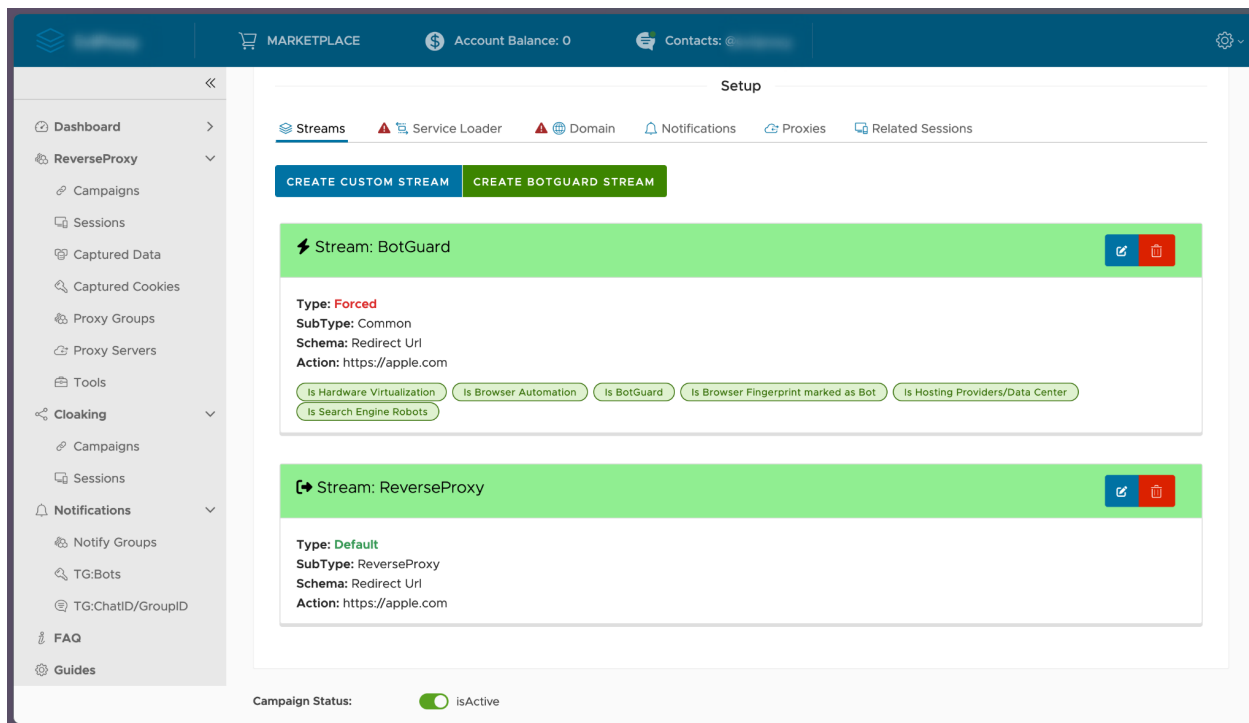 MARKETPLACE
Account Balance: 0
Contacts: @
Setup
Dashboard
Streams
Service Loader
Domain
Notifications
Proxies
Related Sessions
ReverseProxy
Campaigns
CREATE CUSTOM STREAM
CREATE BOTGUARD STREAM
Sessions
Captured Data
Captured Cookies
Proxy Groups
Proxy Servers
Tools
Cloaking
Campaigns
Sessions
Notifications
Notify Groups
TG:Bots
TG:ChatID/GroupID
FAQ
Guides
Stream: BotGuard
Type: Forced
SubType: Common
Schema: Redirect Url
Action: https://apple.com
Is Hardware Virtualization
Is Browser Automation
Is BotGuard
Is Browser Fingerprint marked as Bot
Is Hosting Providers/Data Center
Is Search Engine Robots
Stream: ReverseProxy
Type: Default
SubType: ReverseProxy
Schema: Redirect Url
Action: https://apple.com
Campaign Status:
isActive